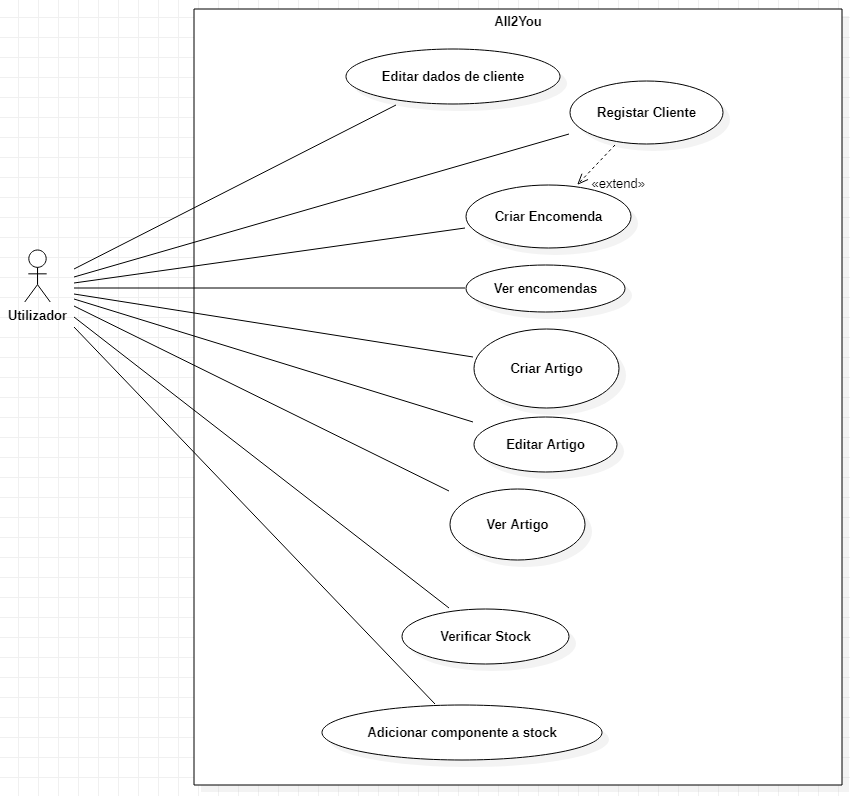 All2You
Editar dados de cliente
Registar Cliente
«extend»
Criar Encomenda
Ver encomendas
Utilizador
Criar Artigo
Editar Artigo
Ver Artigo
Verificar Stock
Adicionar componente a stock